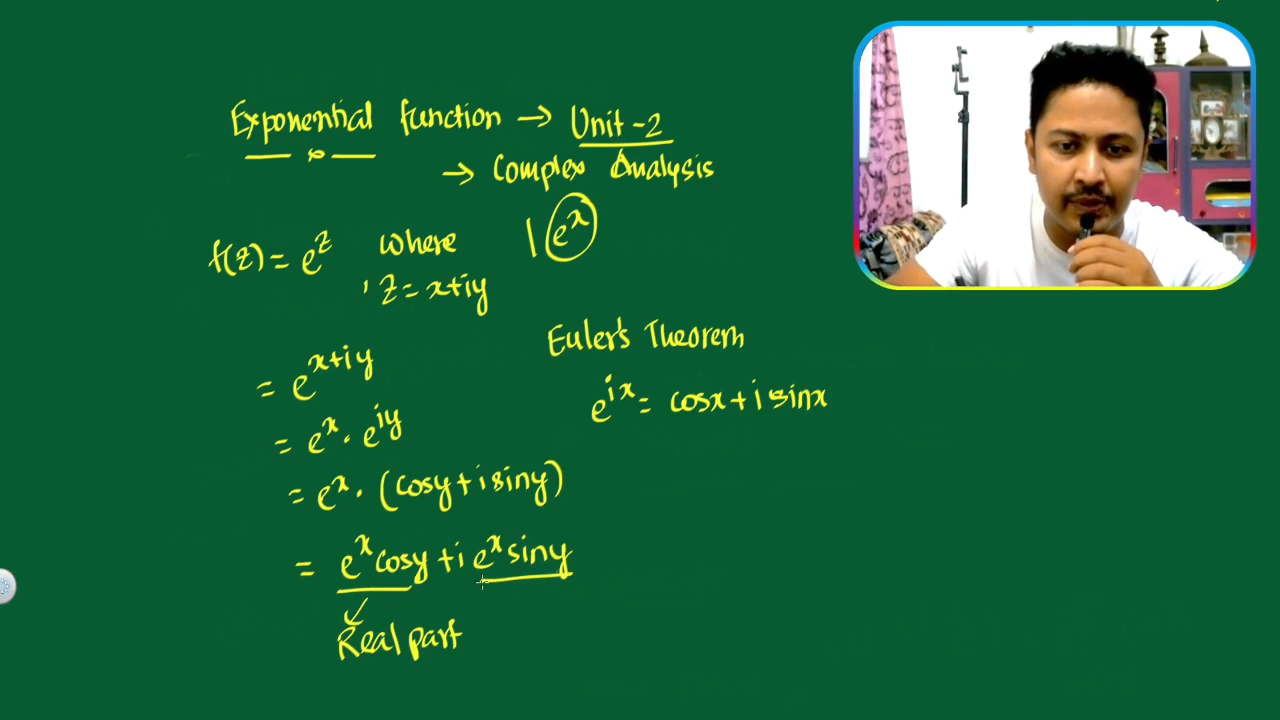 Exponential function → Unit-2
→ Complex Analysis
f(z) = e^z where | e^x
z = x+iy
Euler's Theorem
= e^{x+iy}
e^{ix} = cosx + i sinx
= e^x . e^{iy}
= e^x . (cosy + i siny)
= e^x cosy + i e^x siny
Real part